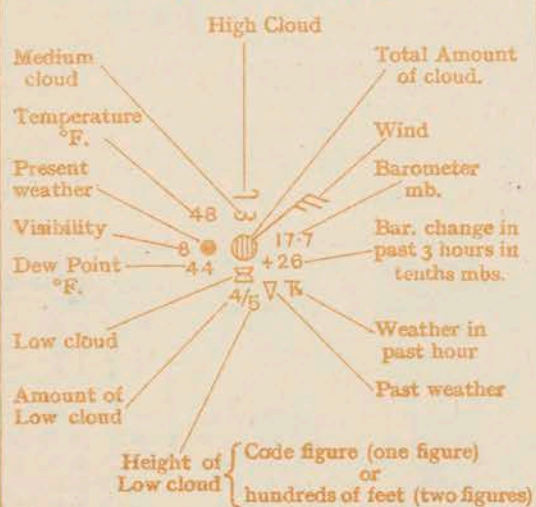 High Cloud
Medium
cloud
Total Amount
of cloud.
Temperature
°F.
Wind
Present
weather
Barometer
mb.
48
Visibility
8
17.7
Bar. change in
past 3 hours in
tenths mbs.
Dew Point
°F.
44
+26
Low cloud
4/5
Weather in
past hour
Amount of
Low cloud
Past weather
Height of
Low cloud
Code figure (one figure)
or
hundreds of feet (two figures)